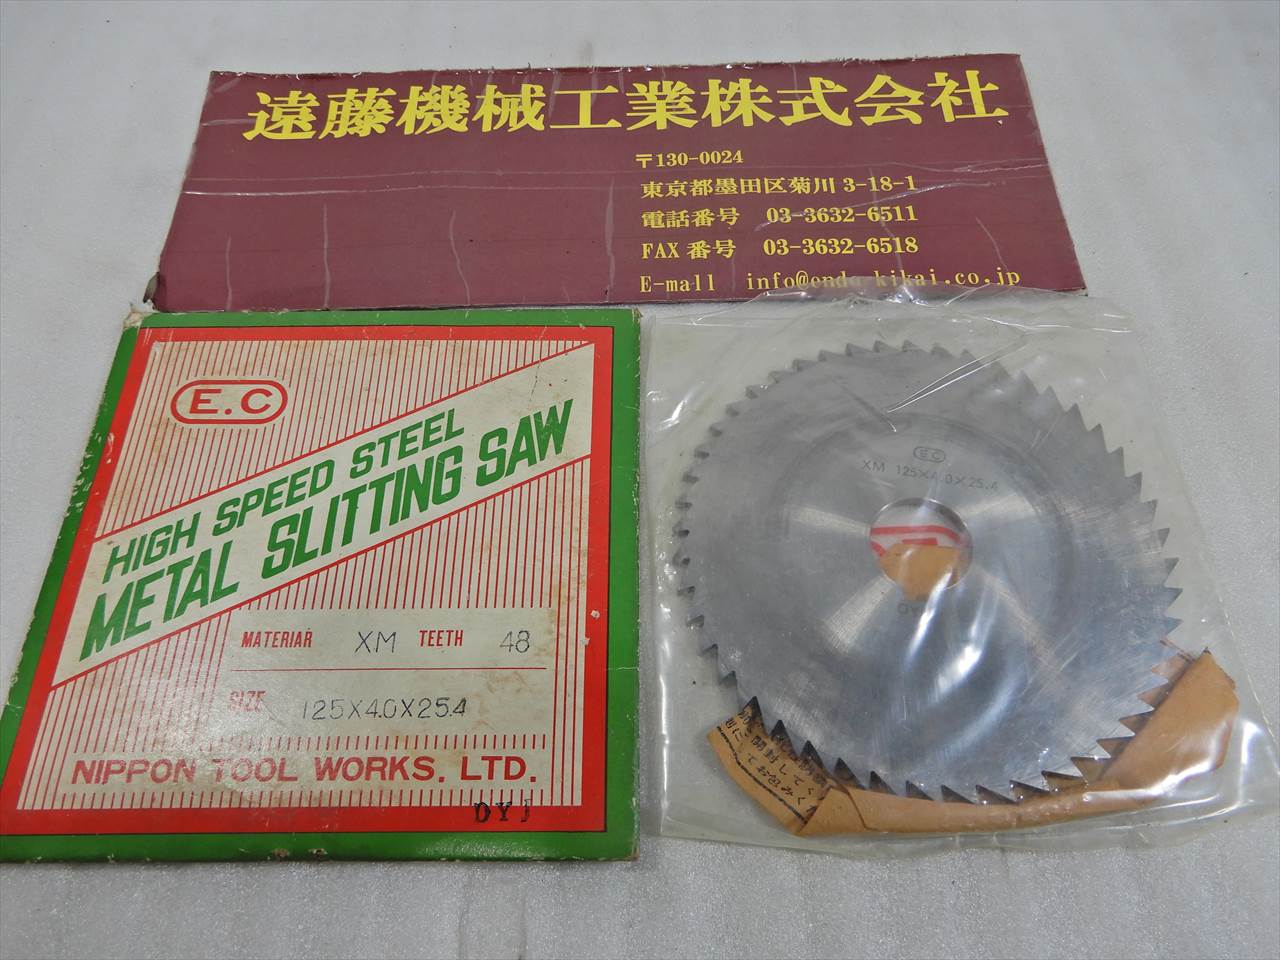 遠藤機械工業株式会社
〒130-0024
東京都墨田区菊川 3-18-1
電話番号 03-3632-6511
FAX 番号 03-3632-6518
E-mall info@endo-kikai.co.jp
E.C
HIGH SPEED STEEL
METAL SLITTING SAW
MATERIAR XM TEETH 48
SIZE 125X4.0X25.4
NIPPON TOOL WORKS, LTD.
DYJ
E.C
XM 125X4.0X25.4
DY